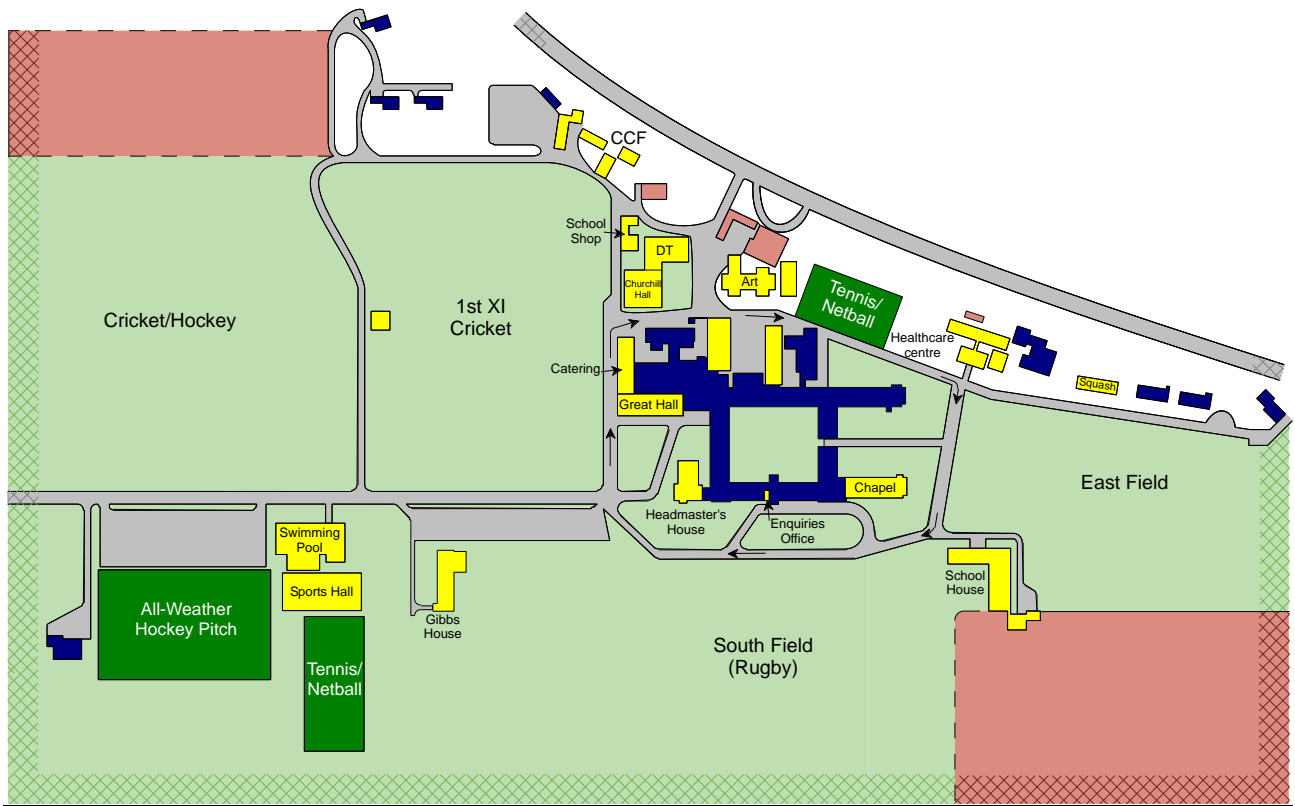 CCF
School
Shop
DT
Churchill
Hall
Art
Tennis/
Netball
Cricket/Hockey
1st XI
Cricket
Healthcare
centre
Catering
Squash
Great Hall
East Field
Chapel
Headmaster's
House
Enquiries
Office
Swimming
Pool
Sports Hall
School
House
All-Weather
Hockey Pitch
Gibbs
House
South Field
(Rugby)
Tennis/
Netball